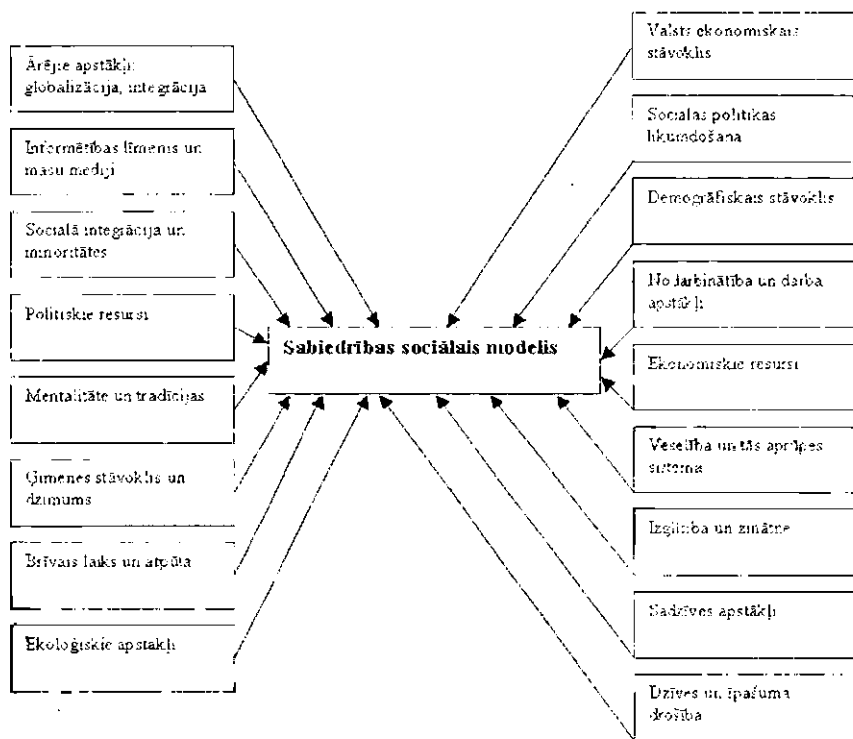 Ārējie apstākļi:
globalizācija, integrācija
Informētības līmenis un
masu mediji
Sociālā integrācija un
minoritātes
Politiskie resursi
Mentalitāte un tradīcijas
Ģimenes stāvoklis un
dzimums
Brīvais laiks un atpūta
Ekoloģiskie apstākļi
Sabiedrības sociālais modelis
Valsts ekonomiskais
stāvoklis
Sociālās politikas
likumdošana
Demogrāfiskais stāvoklis
Nodarbinātība un darba
apstākļi
Ekonomiskie resursi
Veselība un tās aprūpes
sistēma
Izglītība un zinātne
Sadzīves apstākļi
Dzīves un īpašuma
drošība